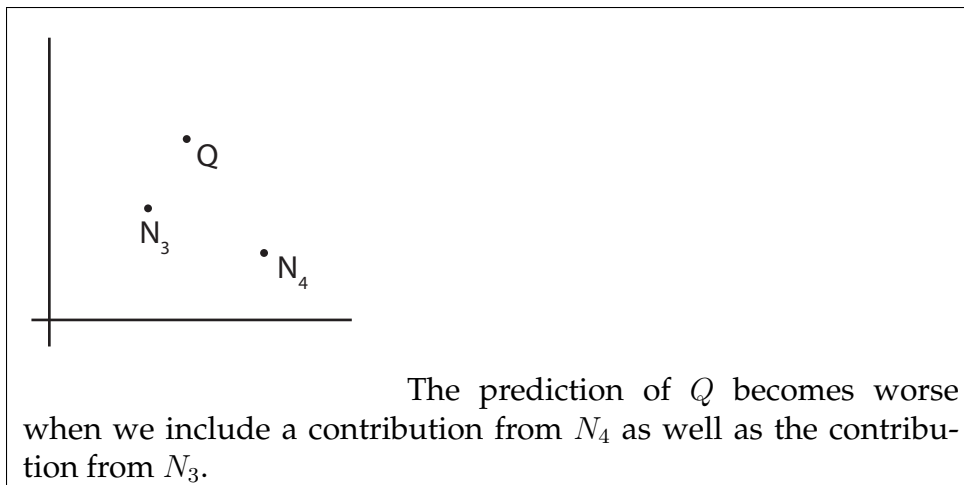 Q
N₃
N₄
The prediction of Q becomes worse
when we include a contribution from N₄ as well as the contribu-
tion from N₃.